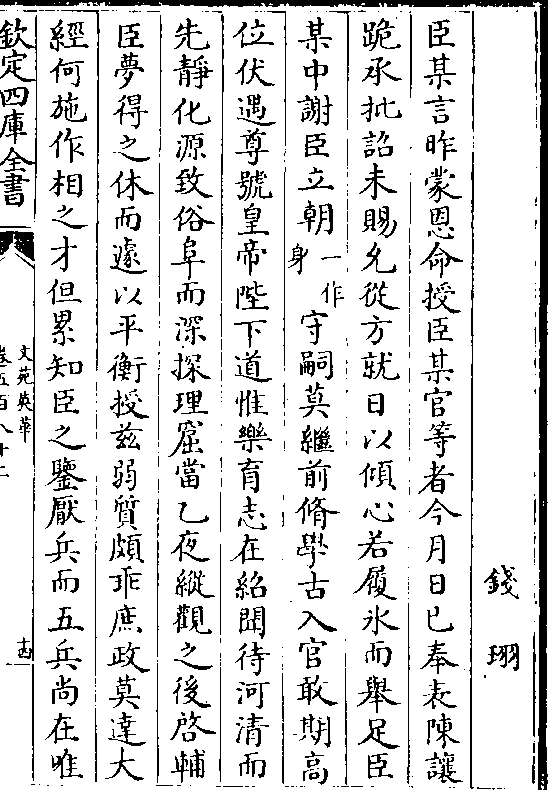 錢珝
臣某言昨蒙恩命授臣某官等者今月日已奉表陳讓
跪承批詔未賜允從方就日以傾心若履氷而舉足臣
某中謝臣立朝一作身守嗣莫繼前脩學古入官敢期高
位伏遇尊號皇帝陛下道惟樂育志在紹聞待河清而
先靜化源致俗阜而深探理窟當乙夜縱觀之後啓輔
臣夢得之休而遽以平衡授兹弱質頗乖庶政莫達大
經何施作相之才但累知臣之鑒厭兵而五兵尚在唯
欽定四庫全書
文苑英華
卷五百八十二
十四